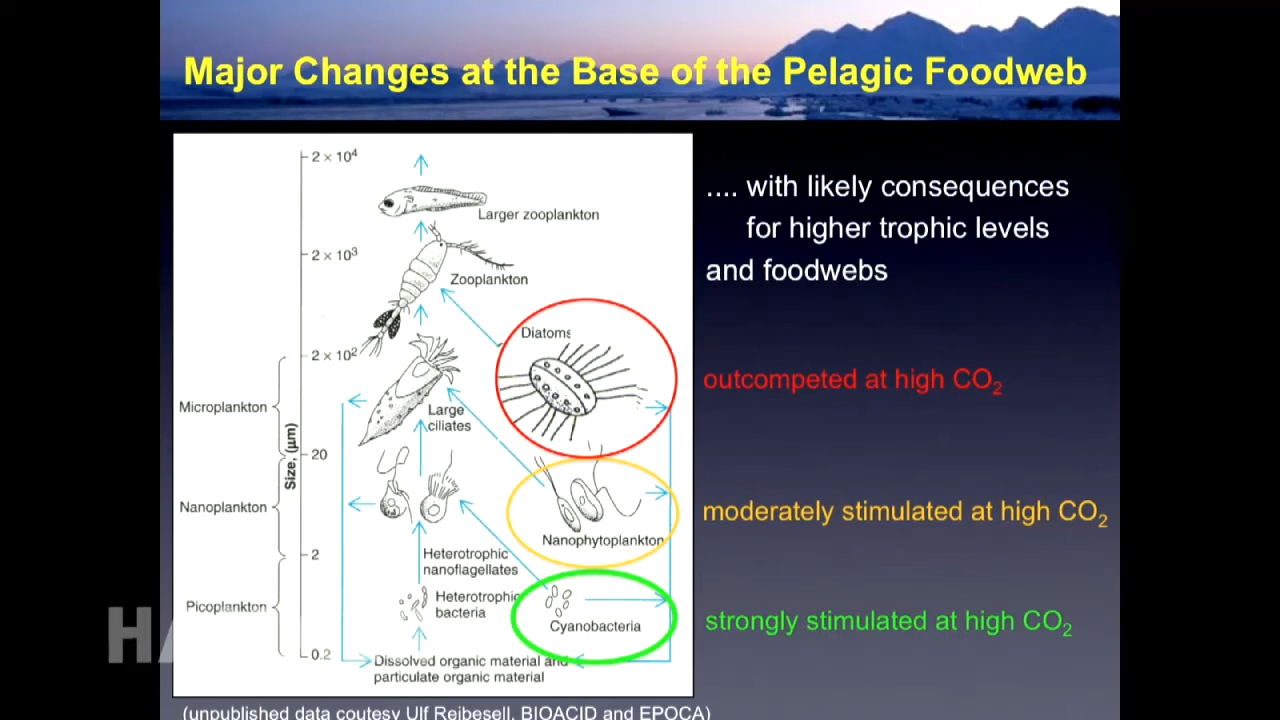 Major Changes at the Base of the Pelagic Foodweb
2 × 10⁴
Larger zooplankton
2 × 10³
Zooplankton
2 × 10²
Diatoms
Microplankton
Large
ciliates
20
Size, (μm)
Nanoplankton
Nanophytoplankton
2
Heterotrophic
nanoflagellates
Picoplankton
Heterotrophic
bacteria
Cyanobacteria
0.2
Dissolved organic material and
particulate organic material
.... with likely consequences
for higher trophic levels
and foodwebs
outcompeted at high CO₂
moderately stimulated at high CO₂
strongly stimulated at high CO₂
(unpublished data coutesy Ulf Reibesell, BIOACID and EPOCA)